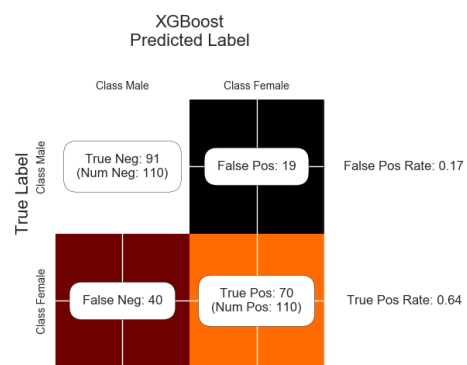 XGBoost
Predicted Label
Class Male
Class Female
True Label
Class Male
True Neg: 91
(Num Neg: 110)
False Pos: 19
False Pos Rate: 0.17
Class Female
False Neg: 40
True Pos: 70
(Num Pos: 110)
True Pos Rate: 0.64